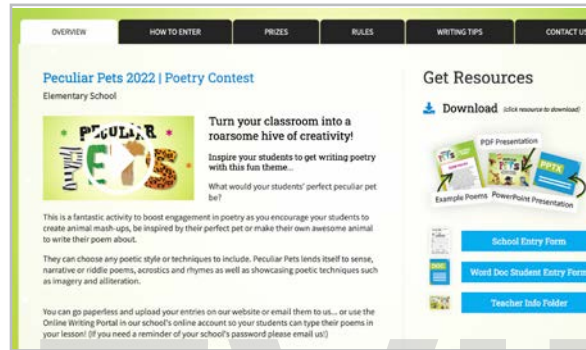 OVERVIEW
HOW TO ENTER
PRIZES
RULES
WRITING TIPS
CONTACT US
Peculiar Pets 2022 | Poetry Contest
Elementary School
PECULIAR
PETS
Turn your classroom into a
roarsome hive of creativity!
Inspire your students to get writing poetry
with this fun theme...
What would your students' perfect peculiar pet
be?
This is a fantastic activity to boost engagement in poetry as you encourage your students to
create animal mash-ups, be inspired by their perfect pet or make their own awesome animal
to write their poem about.
They can choose any poetic style or techniques to include. Peculiar Pets lends itself to sense,
narrative or riddle poems, acrostics and rhymes as well as showcasing poetic techniques such
as imagery and alliteration.
You can go paperless and upload your entries on our website or email them to us... or use the
Online Writing Portal in our school's online account so your students can type their poems in
your lesson! (If you need a reminder of your school's password please email us!)
Get Resources
Download (click resource to download)
PDF Presentation
PPTX
Example Poems
PowerPoint Presentation
School Entry Form
DOC
Word Doc Student Entry Form
Teacher Info Folder